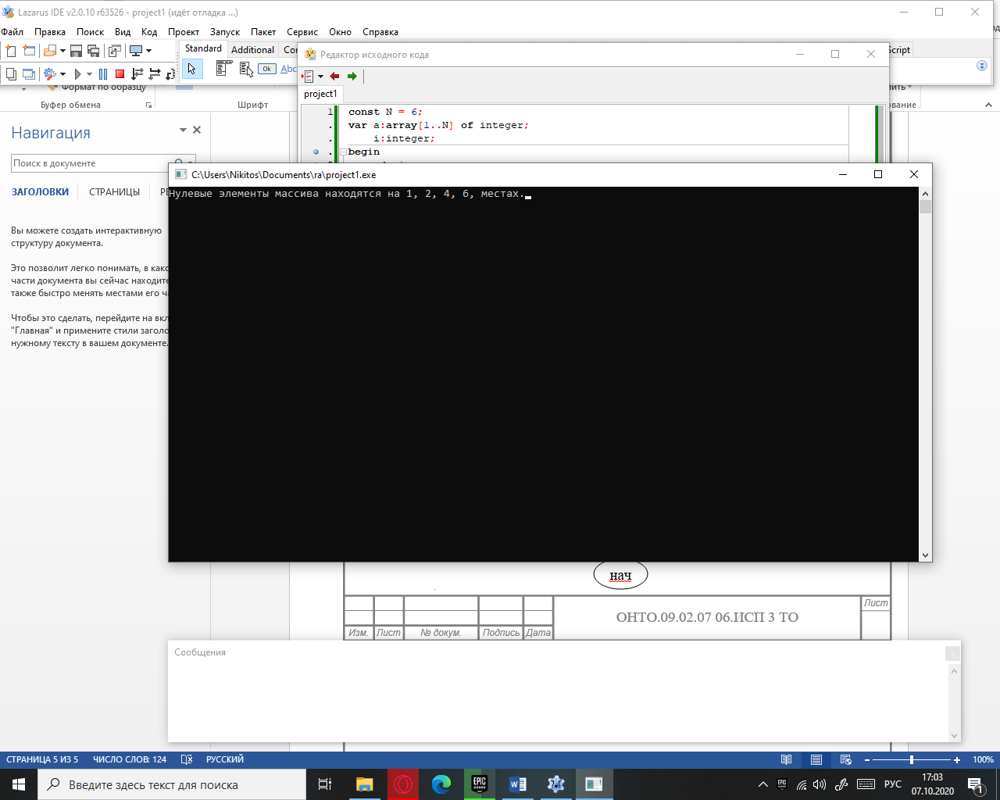 Lazarus IDE v2.0.10 r63526 - project1 (идёт отладка ...)
Файл Правка Поиск Вид Код Проект Запуск Пакет Сервис Окно Справка
Standard Additional
Script
Ok Abc
Редактор исходного кода
Формат по образцу
Буфер обмена
Шрифт
project1
1 const N = 6;
. var a:array[1..N] of integer;
. i:integer;
. begin
Навигация
Поиск в документе
ЗАГОЛОВКИ СТРАНИЦЫ
C:\Users\Nikitos\Documents\ra\project1.exe
Нулевые элементы массива находятся на 1, 2, 4, 6, местах.
Вы можете создать интерактивную
структуру документа.
Это позволит легко понимать, в
части документа вы сейчас
также быстро менять местами его
Чтобы это сделать, перейдите на
"Главная" и примените стили
нужному тексту в вашем документе.
нач
ОНТО.09.02.07 06.ИСП 3 ТО
Лист
Изм. Лист № докум. Подпись Дата
Сообщения
СТРАНИЦА 5 ИЗ 5 ЧИСЛО СЛОВ: 124 РУССКИЙ 100%
Введите здесь текст для поиска
EPIC GAMES
РУС
17:03
07.10.2020
1